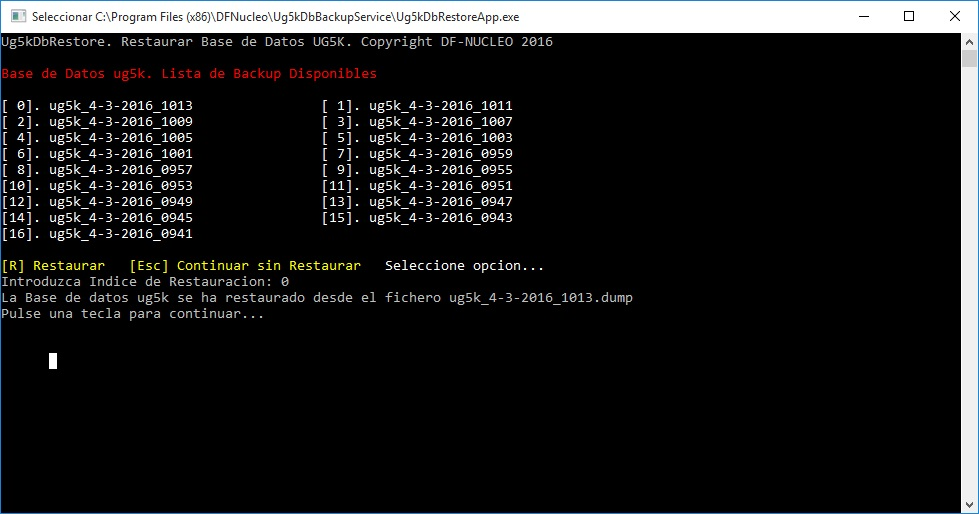 Seleccionar C:\Program Files (x86)\DFNucleo\Ug5kDbBackupService\Ug5kDbRestoreApp.exe
Ug5kDbRestore. Restaurar Base de Datos UG5K. Copyright DF-NUCLEO 2016
Base de Datos ug5k. Lista de Backup Disponibles
[ 0]. ug5k_4-3-2016_1013 [ 1]. ug5k_4-3-2016_1011
[ 2]. ug5k_4-3-2016_1009 [ 3]. ug5k_4-3-2016_1007
[ 4]. ug5k_4-3-2016_1005 [ 5]. ug5k_4-3-2016_1003
[ 6]. ug5k_4-3-2016_1001 [ 7]. ug5k_4-3-2016_0959
[ 8]. ug5k_4-3-2016_0957 [ 9]. ug5k_4-3-2016_0955
[10]. ug5k_4-3-2016_0953 [11]. ug5k_4-3-2016_0951
[12]. ug5k_4-3-2016_0949 [13]. ug5k_4-3-2016_0947
[14]. ug5k_4-3-2016_0945 [15]. ug5k_4-3-2016_0943
[16]. ug5k_4-3-2016_0941
[R] Restaurar [Esc] Continuar sin Restaurar Seleccione opcion...
Introduzca Indice de Restauracion: 0
La Base de datos ug5k se ha restaurado desde el fichero ug5k_4-3-2016_1013.dump
Pulse una tecla para continuar...